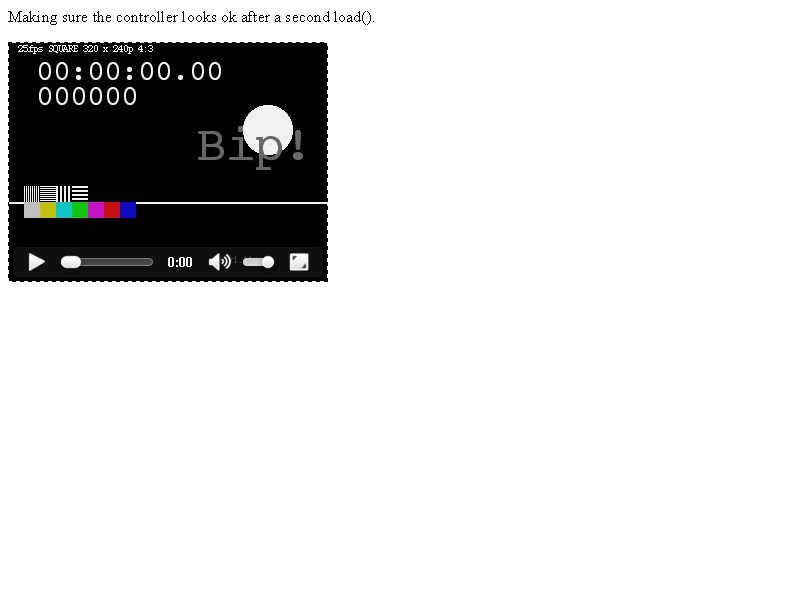 Making sure the controller looks ok after a second load().
25fps SQUARE 320 x 240p 4:3
00:00:00.00
000000
Bip!
0:00